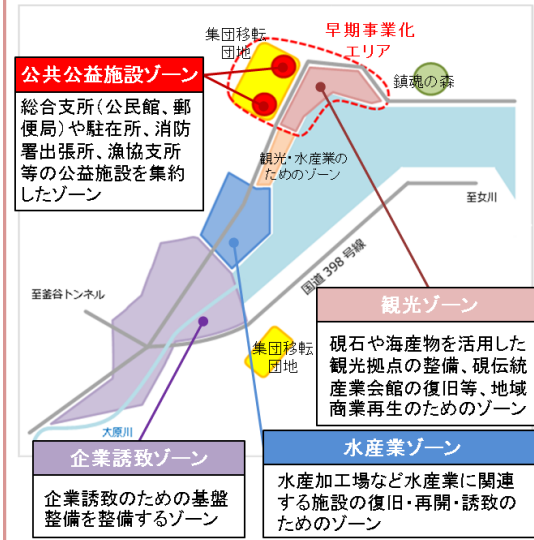 集団移転
団地
早期事業化
エリア
鎮魂の森
公共公益施設ゾーン
総合支所(公民館、郵
便局)や駐在所、消防
署出張所、漁協支所
等の公益施設を集約
したゾーン
観光・水産業の
ためのゾーン
至女川
国道398号線
至釜谷トンネル
観光ゾーン
硯石や海産物を活用した
観光拠点の整備、硯伝統
産業会館の復旧等、地域
商業再生のためのゾーン
集団移転
団地
大原川
企業誘致ゾーン
企業誘致のための基盤
整備を整備するゾーン
水産業ゾーン
水産加工場など水産業に関連
する施設の復旧・再開・誘致の
ためのゾーン